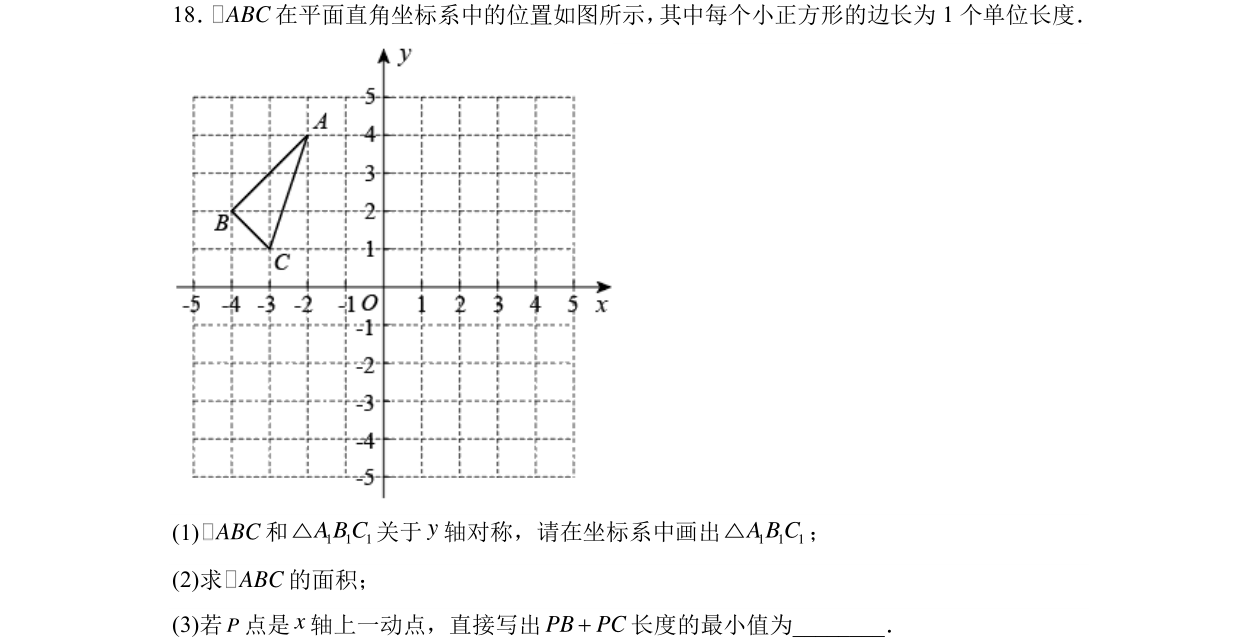 18. □ABC 在平面直角坐标系中的位置如图所示，其中每个小正方形的边长为 1 个单位长度.
y
5
A
4
3
2
B
1
C
-5 -4 -3 -2 -1 O 1 2 3 4 5 x
-1
-2
-3
-4
-5
(1)□ABC 和 △A₁B₁C₁ 关于 y 轴对称，请在坐标系中画出 △A₁B₁C₁；
(2)求□ABC 的面积；
(3)若 P 点是 x 轴上一动点，直接写出 PB + PC 长度的最小值为________.